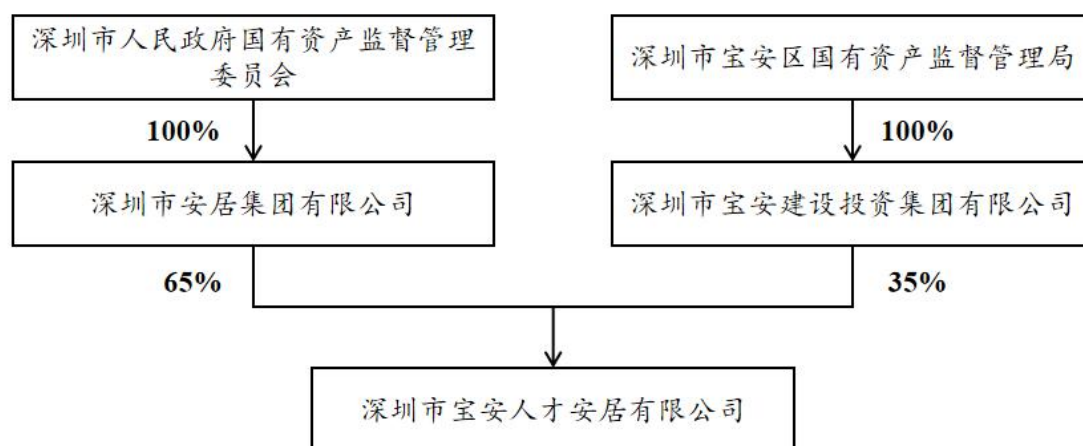 深圳市人民政府国有资产监督管理
委员会
深圳市宝安区国有资产监督管理局
100%
100%
深圳市安居集团有限公司
深圳市宝安建设投资集团有限公司
65%
35%
深圳市宝安人才安居有限公司